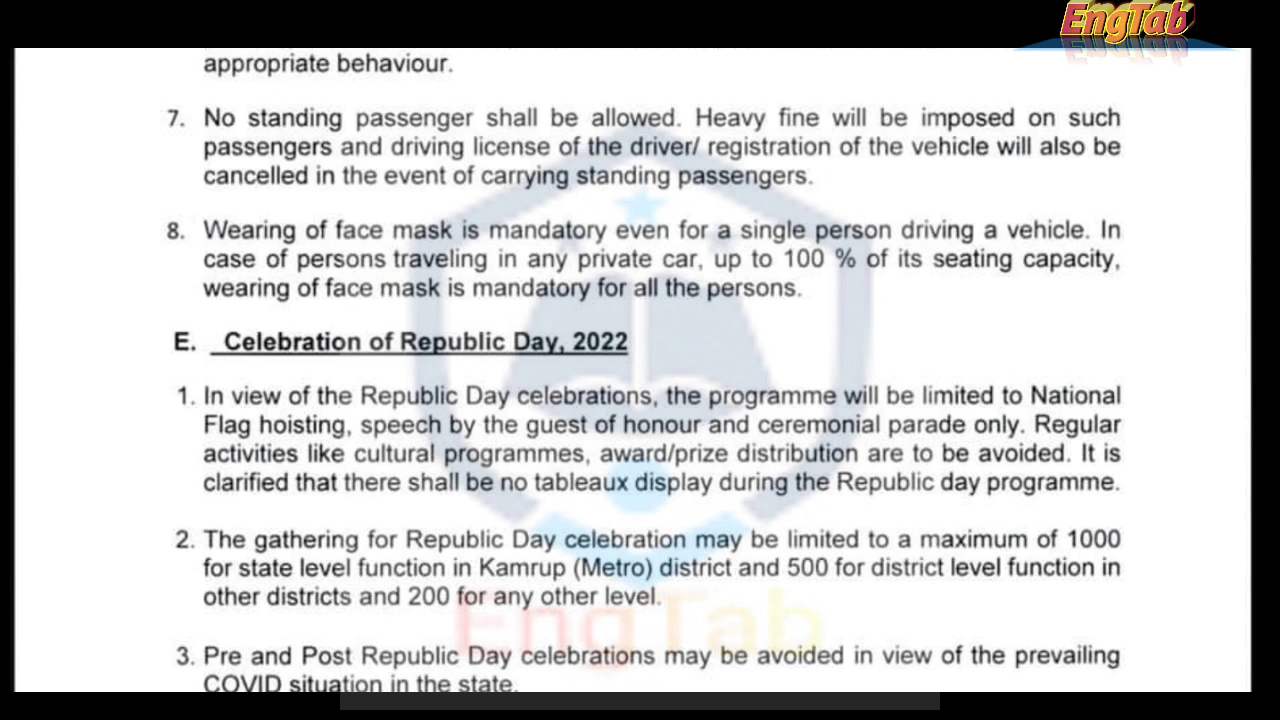 EngTab
appropriate behaviour.
7. No standing passenger shall be allowed. Heavy fine will be imposed on such
passengers and driving license of the driver/ registration of the vehicle will also be
cancelled in the event of carrying standing passengers.
8. Wearing of face mask is mandatory even for a single person driving a vehicle. In
case of persons traveling in any private car, up to 100 % of its seating capacity,
wearing of face mask is mandatory for all the persons.
E. Celebration of Republic Day, 2022
1. In view of the Republic Day celebrations, the programme will be limited to National
Flag hoisting, speech by the guest of honour and ceremonial parade only. Regular
activities like cultural programmes, award/prize distribution are to be avoided. It is
clarified that there shall be no tableaux display during the Republic day programme.
2. The gathering for Republic Day celebration may be limited to a maximum of 1000
for state level function in Kamrup (Metro) district and 500 for district level function in
other districts and 200 for any other level.
EngTab
3. Pre and Post Republic Day celebrations may be avoided in view of the prevailing
COVID situation in the state.